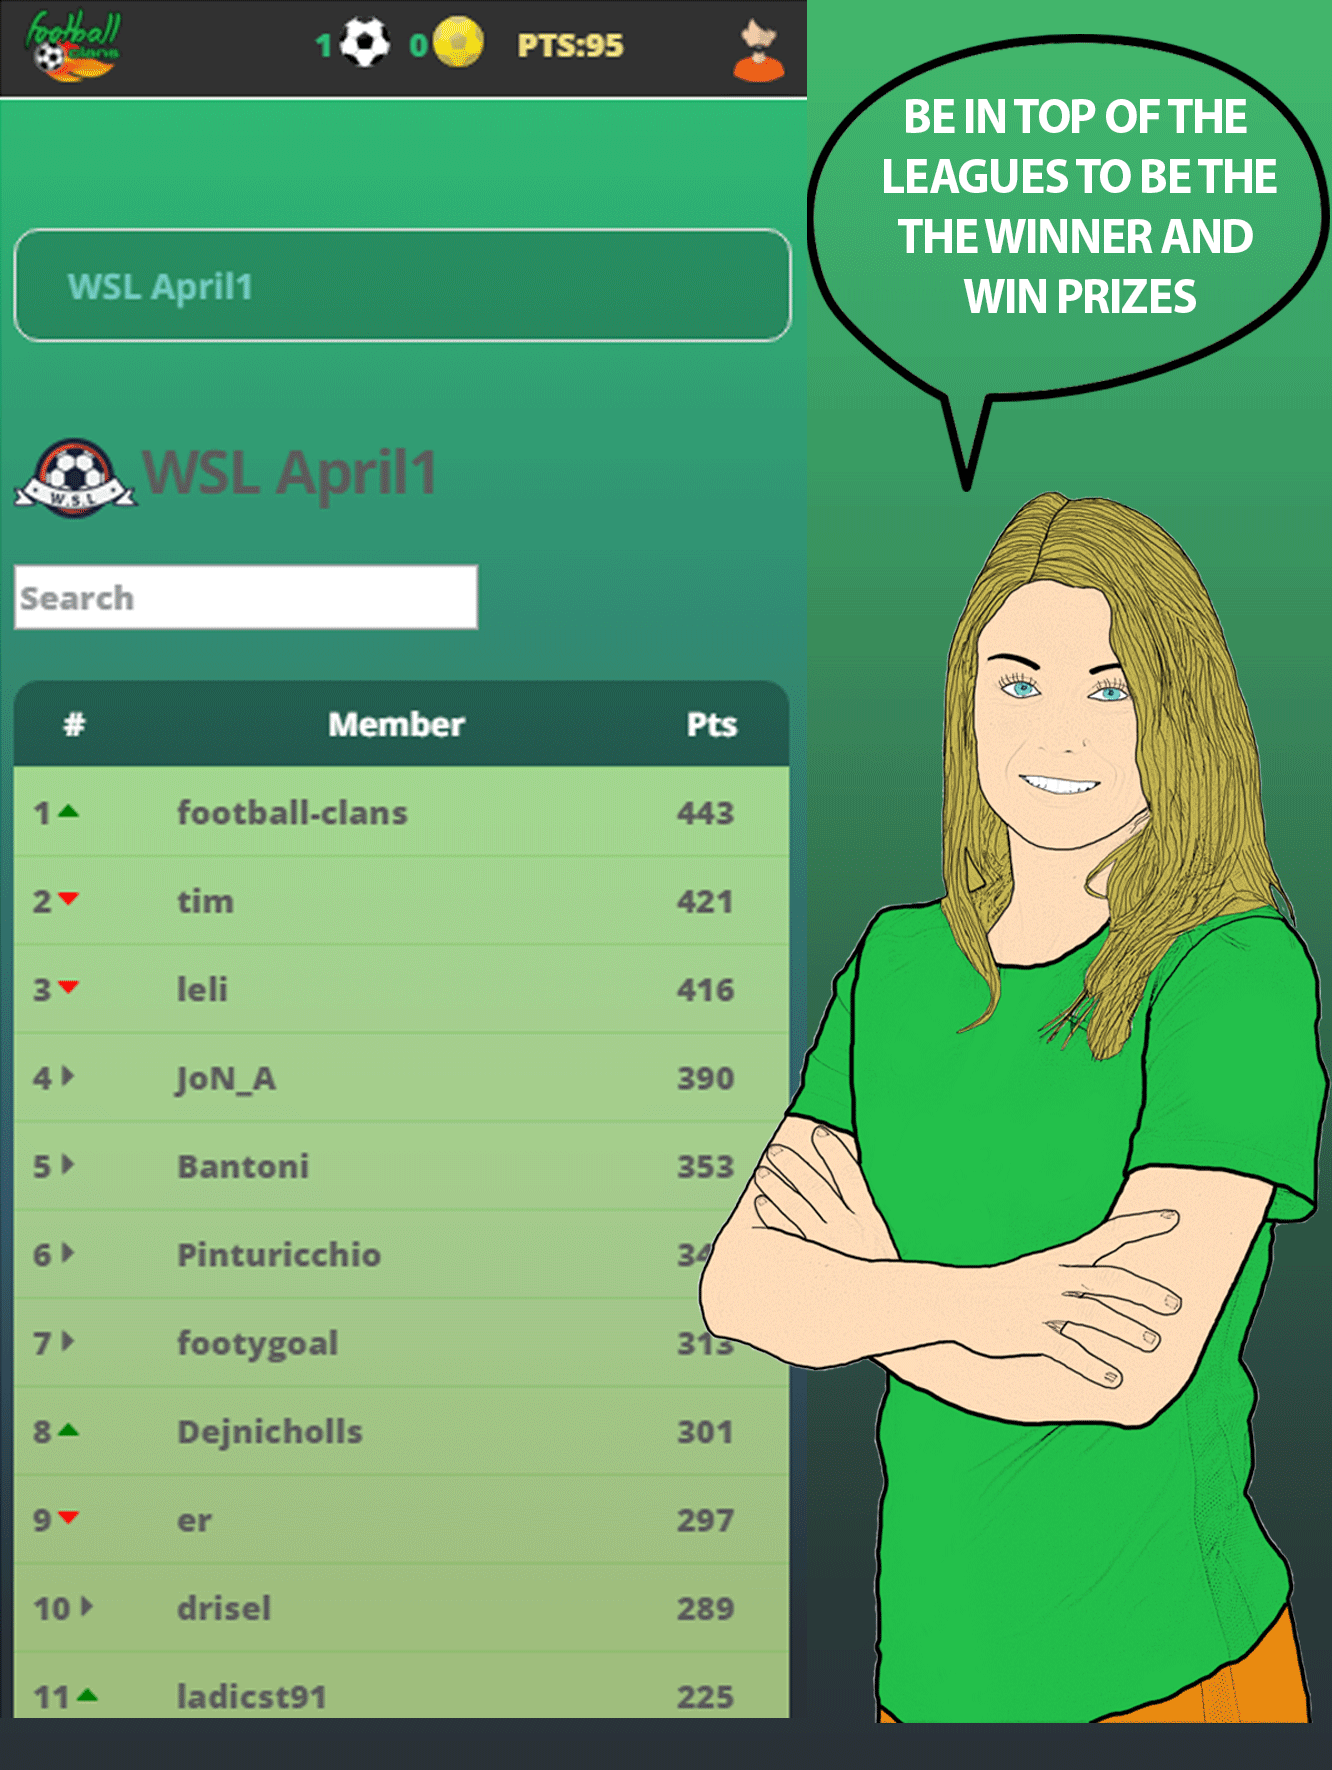 football
clans
1 0 PTS:95
WSL April1
W.S.L
WSL April1
Search
# Member Pts
1 football-clans 443
2 tim 421
3 leli 416
4 JoN_A 390
5 Bantoni 353
6 Pinturicchio
7 footygoal 313
8 Dejnicholls 301
9 er 297
10 drisel 289
11 ladicst91 225
BE IN TOP OF THE
LEAGUES TO BE THE
THE WINNER AND
WIN PRIZES